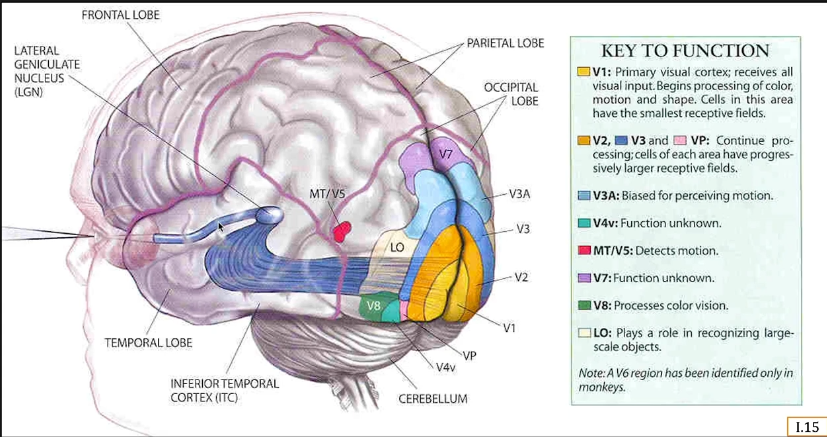 FRONTAL LOBE
LATERAL
GENICULATE
NUCLEUS
(LGN)
PARIETAL LOBE
OCCIPITAL
LOBE
V7
MT/V5
V3A
LO
V3
V2
V8
V1
VP
V4v
TEMPORAL LOBE
INFERIOR TEMPORAL
CORTEX (ITC)
CEREBELLUM
KEY TO FUNCTION
V1: Primary visual cortex; receives all
visual input. Begins processing of color,
motion and shape. Cells in this area
have the smallest receptive fields.
V2, V3 and VP: Continue pro-
cessing; cells of each area have progres-
sively larger receptive fields.
V3A: Biased for perceiving motion.
V4v: Function unknown.
MT/V5: Detects motion.
V7: Function unknown.
V8: Processes color vision.
LO: Plays a role in recognizing large-
scale objects.
Note: A V6 region has been identified only in
monkeys.
I.15